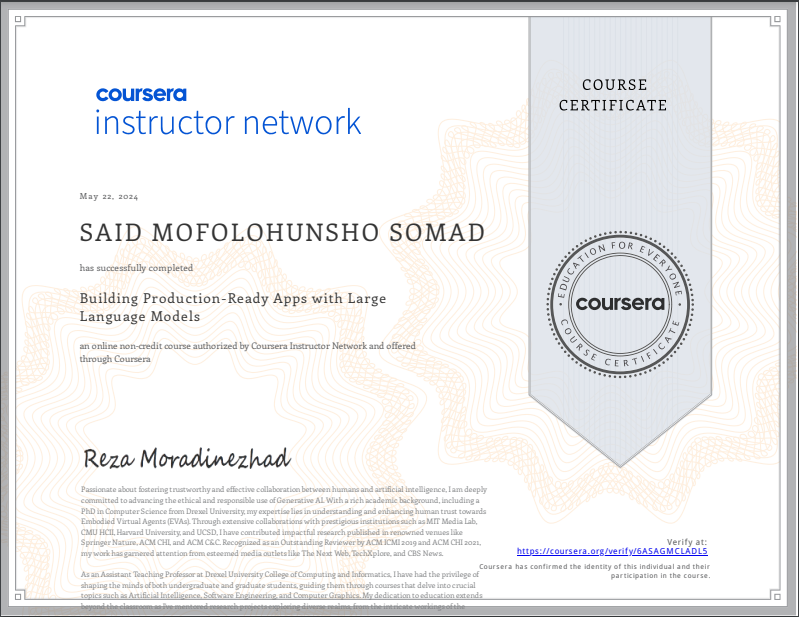 coursera
instructor network
COURSE
CERTIFICATE
May 22, 2024
SAID MOFOLOHUNSHO SOMAD
has successfully completed
Building Production-Ready Apps with Large
Language Models
an online non-credit course authorized by Coursera Instructor Network and offered
through Coursera
EDUCATION FOR EVERYONE
coursera
COURSE CERTIFICATE
Reza Moradinezhad
Passionate about fostering trustworthy and effective collaboration between humans and artificial intelligence, I am deeply
committed to advancing the ethical and responsible use of Generative AI. With a rich academic background, including a
PhD in Computer Science from Drexel University, my expertise lies in understanding and enhancing human trust towards
Embodied Virtual Agents (EVAs). Through extensive collaborations with prestigious institutions such as MIT Media Lab,
CMU HCII, Harvard University, and UCSD, I have contributed impactful research published in renowned venues like
Springer Nature, ACM CHI, and ACM C&C. Recognized as an Outstanding Reviewer by ACM ICMI 2019 and ACM CHI 2021,
my work has garnered attention from esteemed media outlets like The Next Web, TechXplore, and CBS News.
As an Assistant Teaching Professor at Drexel University College of Computing and Informatics, I have had the privilege of
shaping the minds of both undergraduate and graduate students, guiding them through courses that delve into crucial
topics such as Artificial Intelligence, Software Engineering, and Computer Graphics. My dedication to education extends
beyond the classroom as I've mentored research projects exploring diverse realms, from the intricate workings of the
Verify at:
https://coursera.org/verify/6ASAGMCLADL5
Coursera has confirmed the identity of this individual and their
participation in the course.